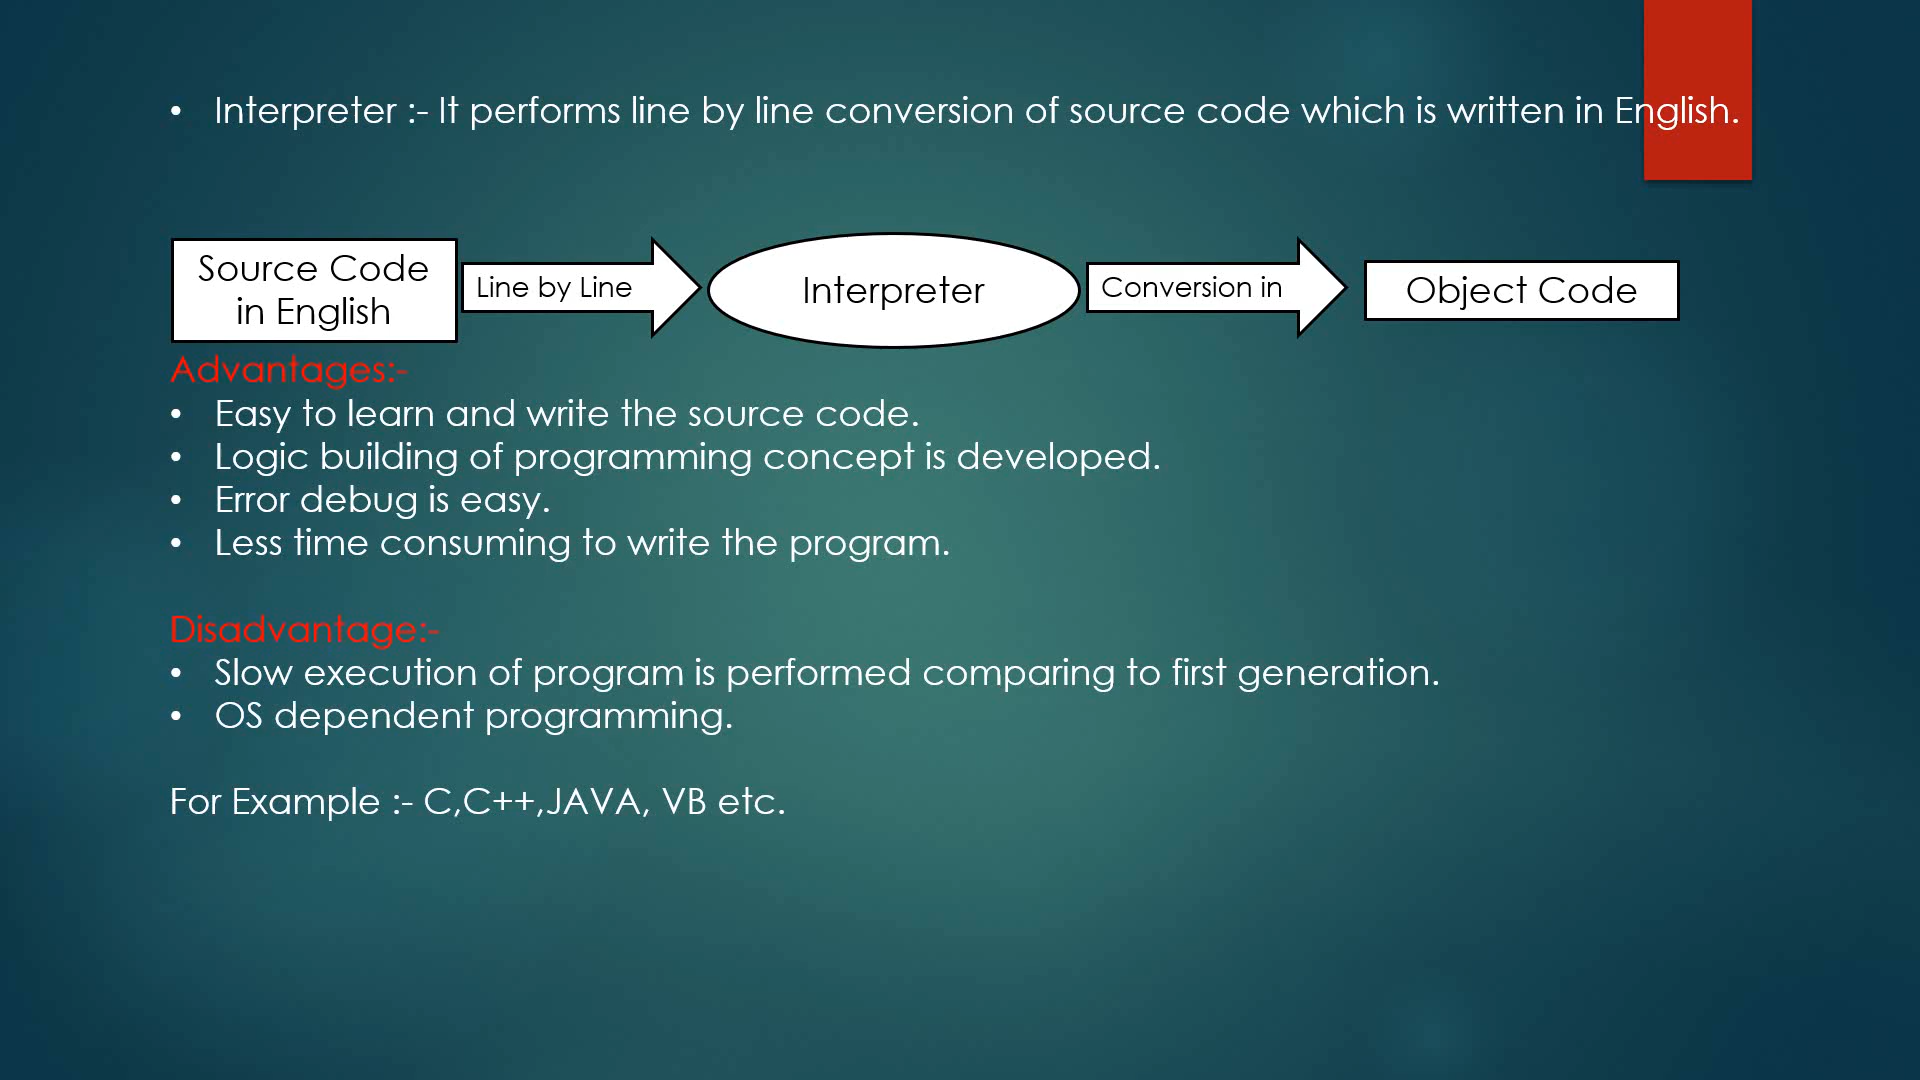 • Interpreter :- It performs line by line conversion of source code which is written in English.
Source Code
in English
Line by Line
Interpreter
Conversion in
Object Code
Advantages:-
• Easy to learn and write the source code.
• Logic building of programming concept is developed.
• Error debug is easy.
• Less time consuming to write the program.
Disadvantage:-
• Slow execution of program is performed comparing to first generation.
• OS dependent programming.
For Example :- C,C++,JAVA, VB etc.